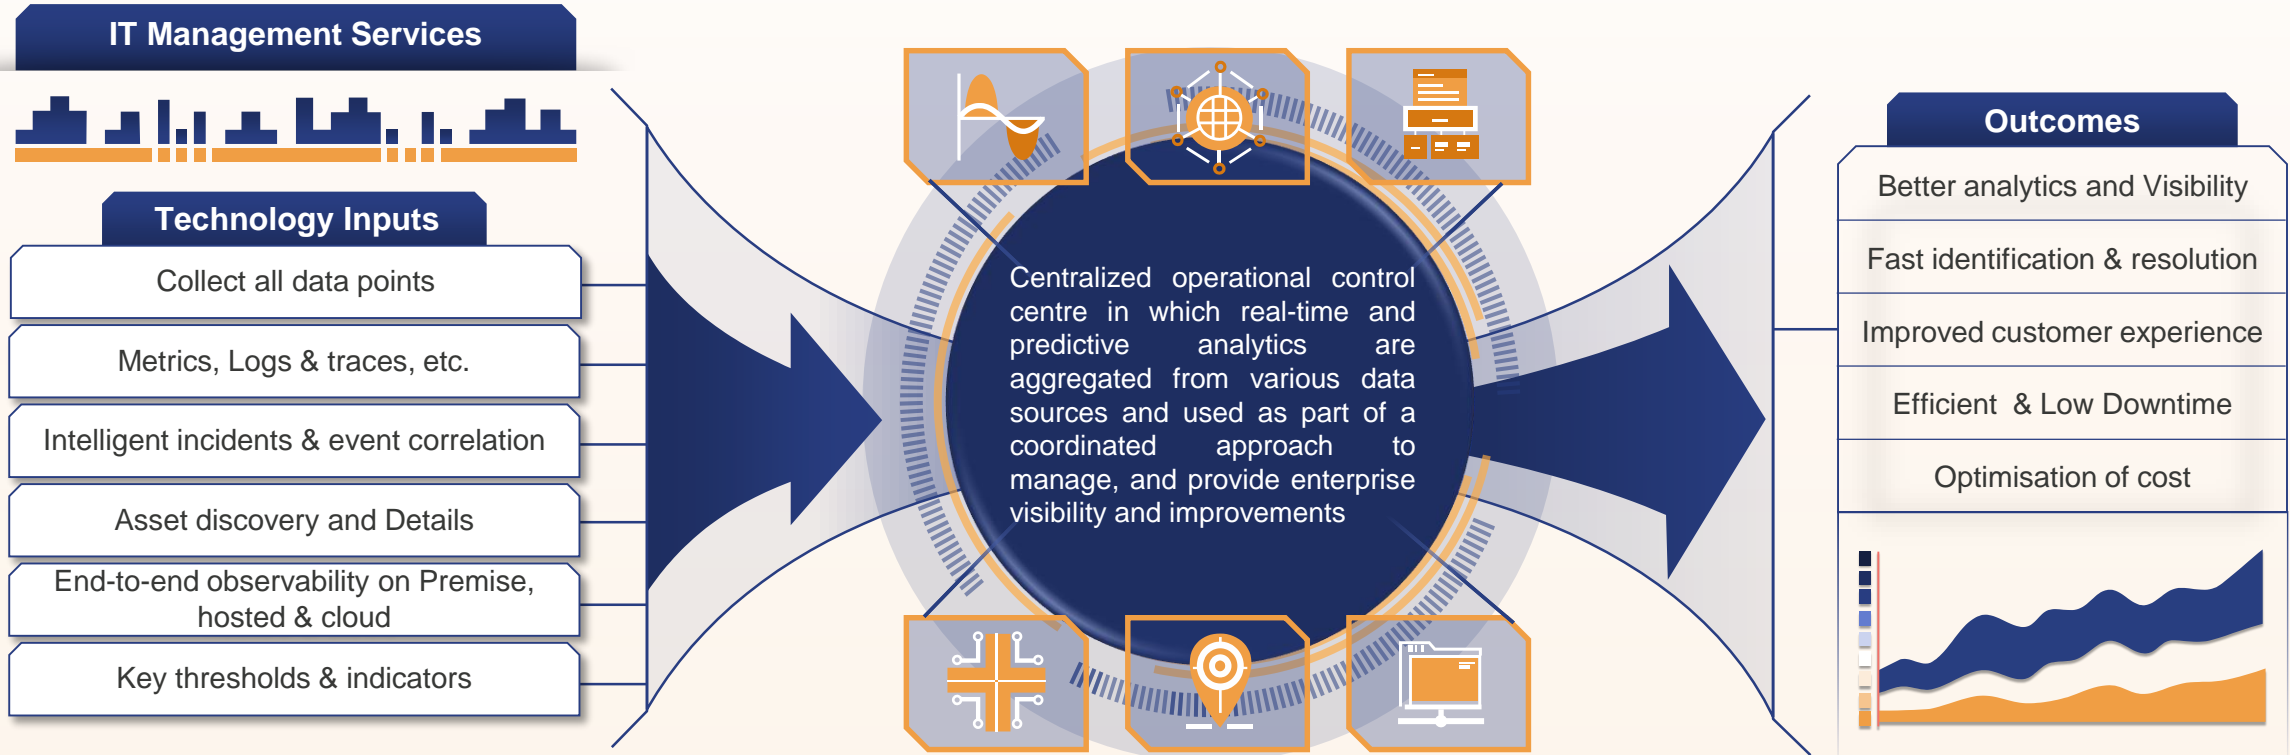 IT Management Services
Technology Inputs
Collect all data points
Metrics, Logs & traces, etc.
Intelligent incidents & event correlation
Asset discovery and Details
End-to-end observability on Premise,
hosted & cloud
Key thresholds & indicators
Centralized operational control
centre in which real-time and
predictive analytics are
aggregated from various data
sources and used as part of a
coordinated approach to
manage, and provide enterprise
visibility and improvements
Outcomes
Better analytics and Visibility
Fast identification & resolution
Improved customer experience
Efficient & Low Downtime
Optimisation of cost